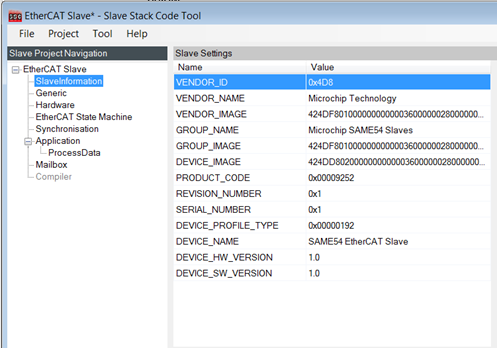 EtherCAT Slave* - Slave Stack Code Tool
File Project Tool Help
Slave Project Navigation
EtherCAT Slave
SlaveInformation
Generic
Hardware
EtherCAT State Machine
Synchronisation
Application
ProcessData
Mailbox
Compiler
Slave Settings
Name Value
VENDOR_ID 0x4D8
VENDOR_NAME Microchip Technology
VENDOR_IMAGE 424DF8010000000000003600000028000000...
GROUP_NAME Microchip SAME54 Slaves
GROUP_IMAGE 424DF8010000000000003600000028000000...
DEVICE_IMAGE 424DD8020000000000003600000028000000...
PRODUCT_CODE 0x00009252
REVISION_NUMBER 0x1
SERIAL_NUMBER 0x1
DEVICE_PROFILE_TYPE 0x00000192
DEVICE_NAME SAME54 EtherCAT Slave
DEVICE_HW_VERSION 1.0
DEVICE_SW_VERSION 1.0